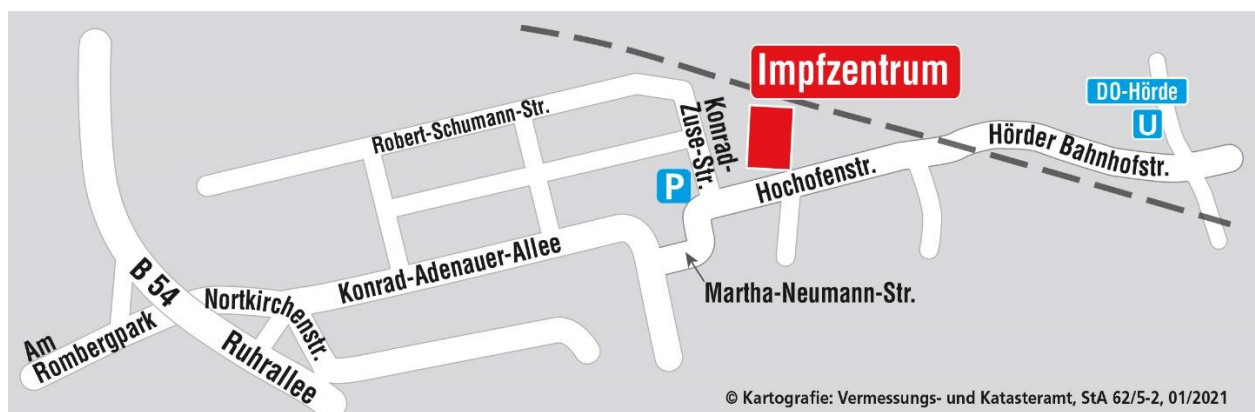 Impfzentrum
DO-Hörde
U
Robert-Schumann-Str.
Konrad-
Zuse-Str.
Hörder Bahnhofstr.
P
Hochofenstr.
Konrad-Adenauer-Allee
B 54
Martha-Neumann-Str.
Nortkirchenstr.
Am
Rombergpark
Ruhrallee
© Kartografie: Vermessungs- und Katasteramt, StA 62/5-2, 01/2021